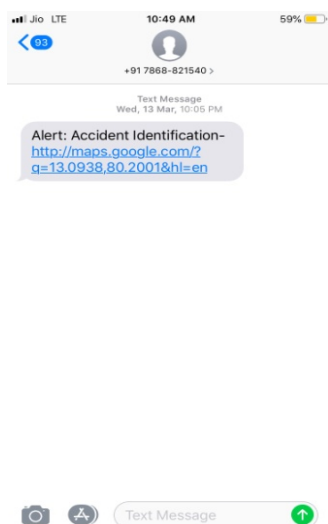 Jio LTE 10:49 AM 59%
93
+91 7868-821540 >
Text Message
Wed, 13 Mar, 10:05 PM
Alert: Accident Identification-
http://maps.google.com/?
q=13.0938,80.2001&hl=en
Text Message